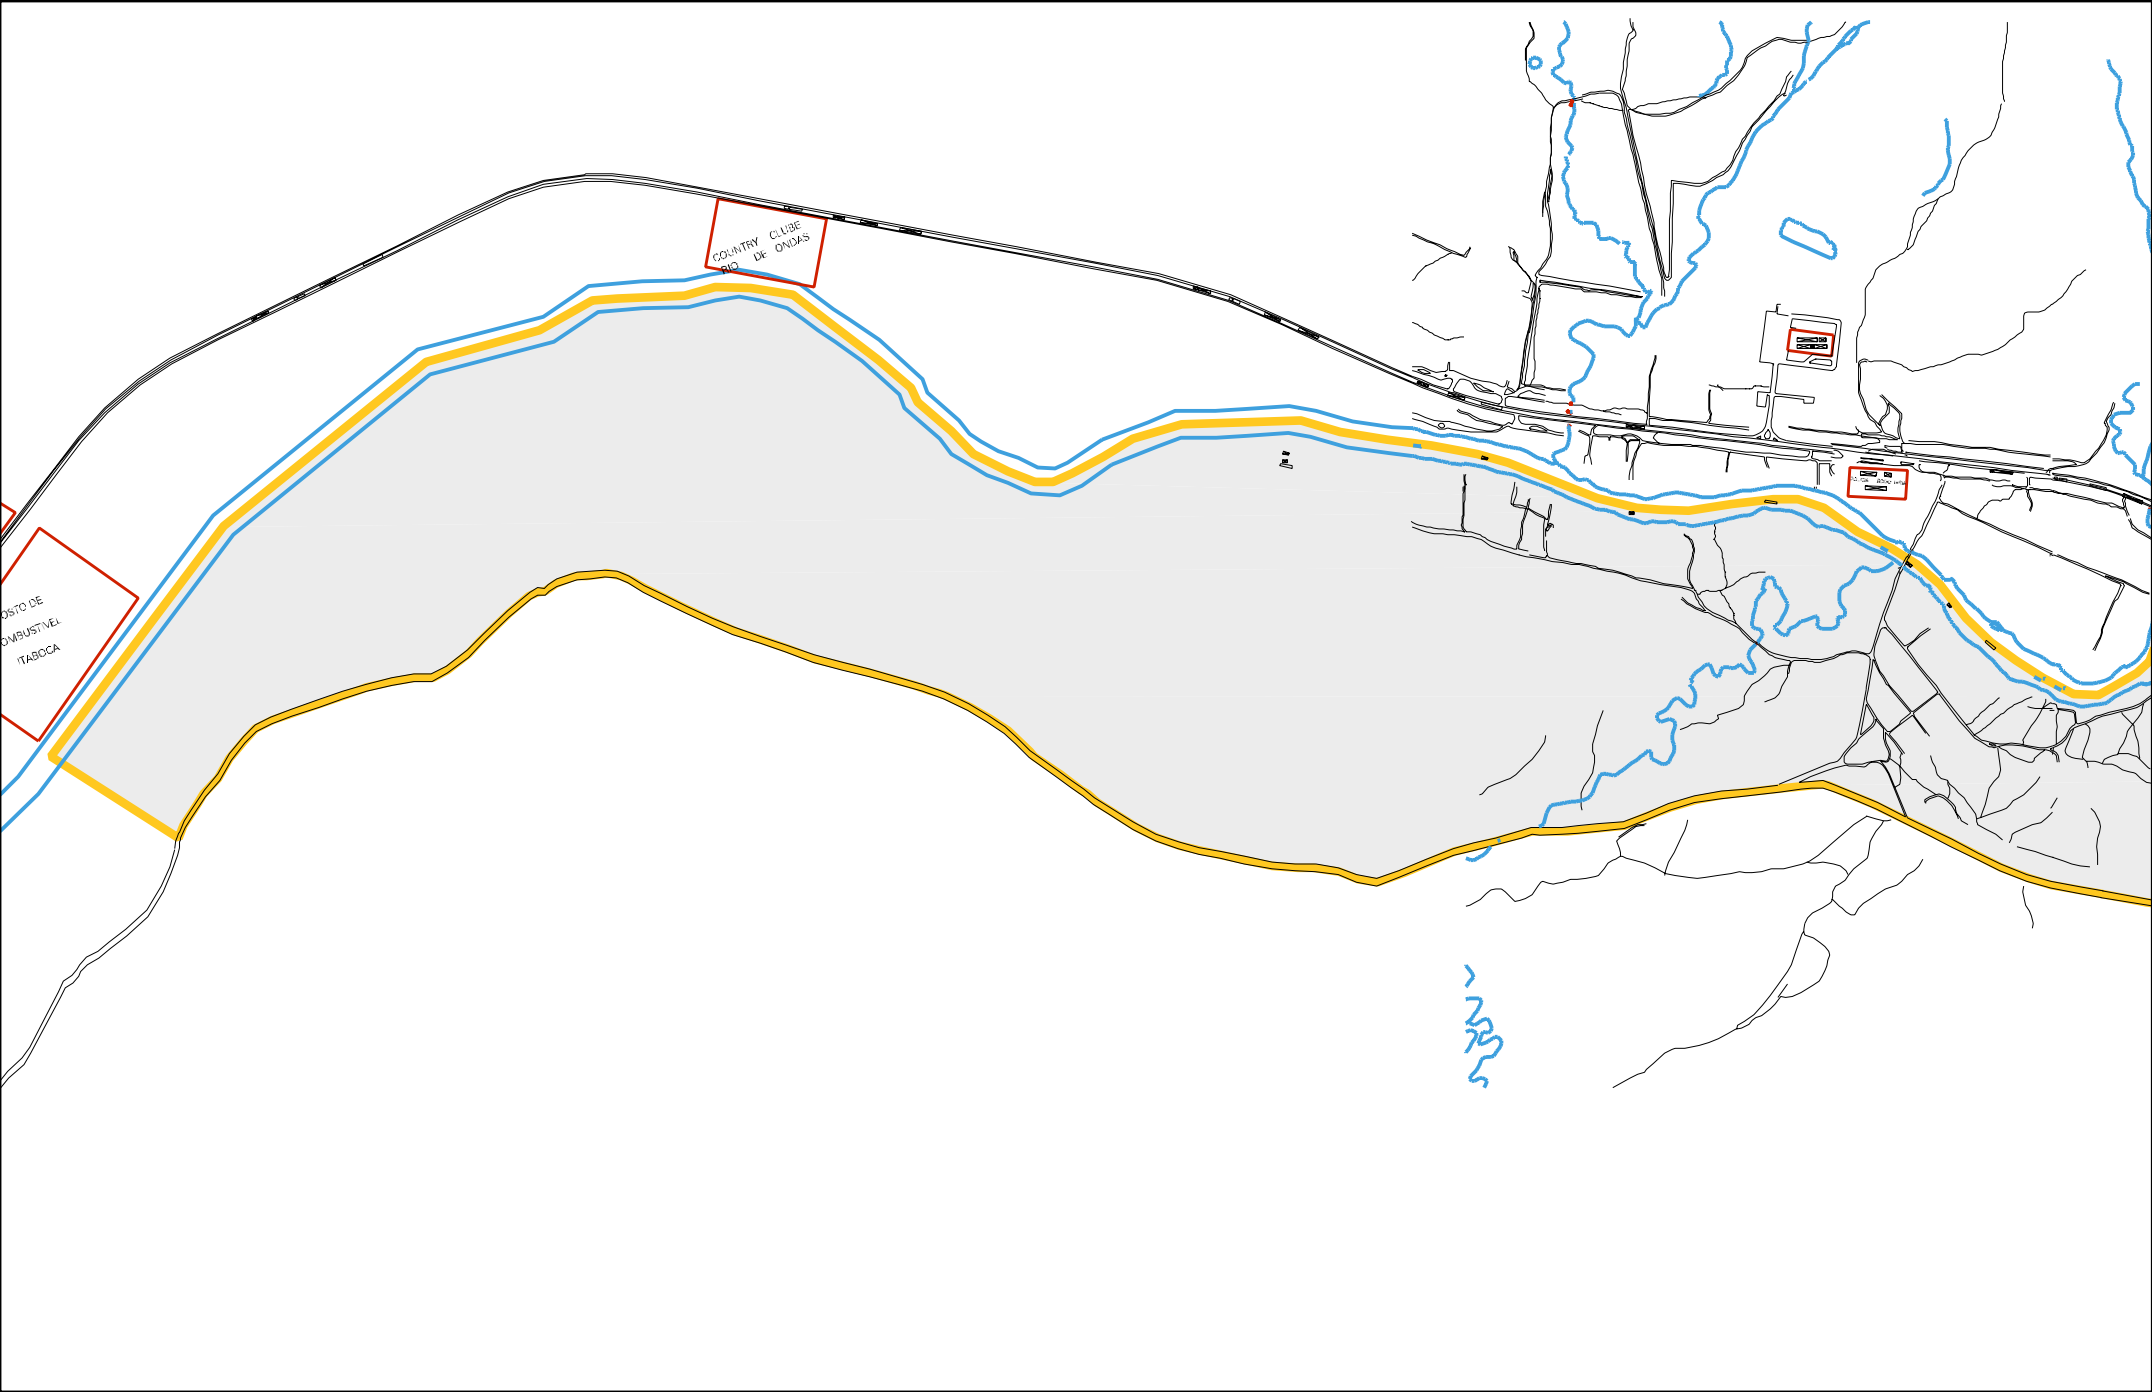 COUNTRY CLUBE
RIO DE ONDAS
OSTO DE
OMBUSTIVEL
ITABOCA